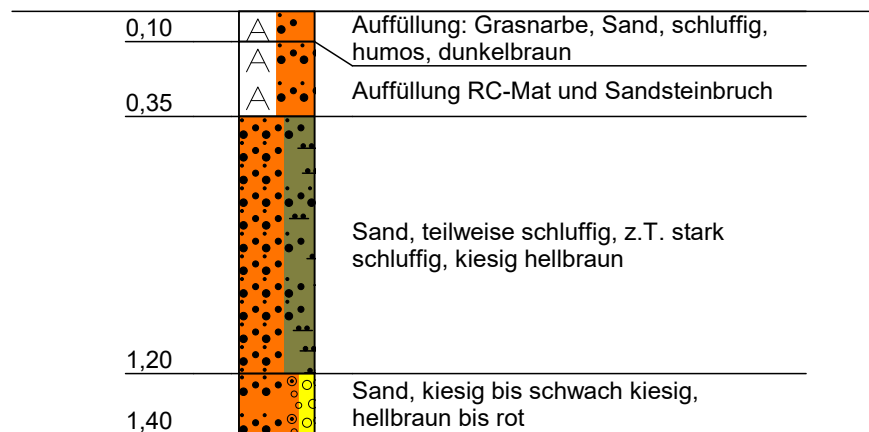 0,10
Auffüllung: Grasnarbe, Sand, schluffig,
humos, dunkelbraun
A
A
A
0,35
Auffüllung RC-Mat und Sandsteinbruch
Sand, teilweise schluffig, z.T. stark
schluffig, kiesig hellbraun
1,20
Sand, kiesig bis schwach kiesig,
hellbraun bis rot
1,40